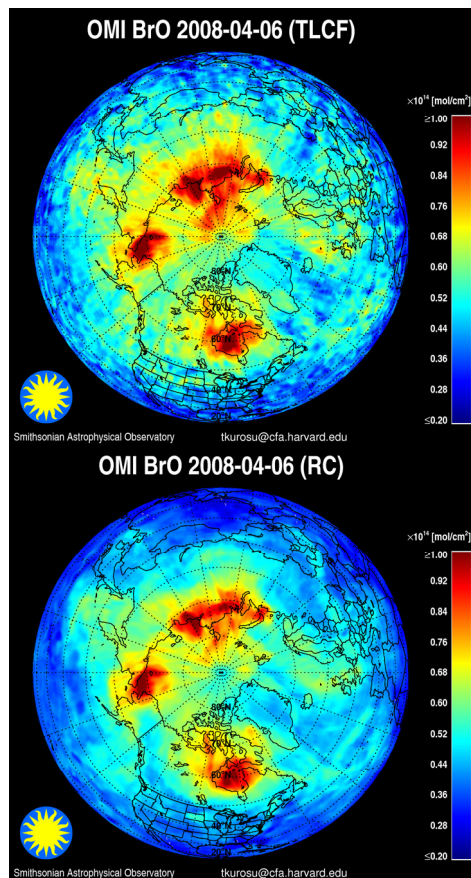 OMI BrO 2008-04-06 (TLCF)
×10¹⁴ [mol/cm²]
≥1.00
0.92
0.84
0.76
0.68
0.60
0.52
0.44
0.36
0.28
≤0.20
80°N
70°N
60°N
Smithsonian Astrophysical Observatory
tkurosu@cfa.harvard.edu
OMI BrO 2008-04-06 (RC)
×10¹⁴ [mol/cm²]
≥1.00
0.92
0.84
0.76
0.68
0.60
0.52
0.44
0.36
0.28
≤0.20
80°N
70°N
60°N
Smithsonian Astrophysical Observatory
tkurosu@cfa.harvard.edu